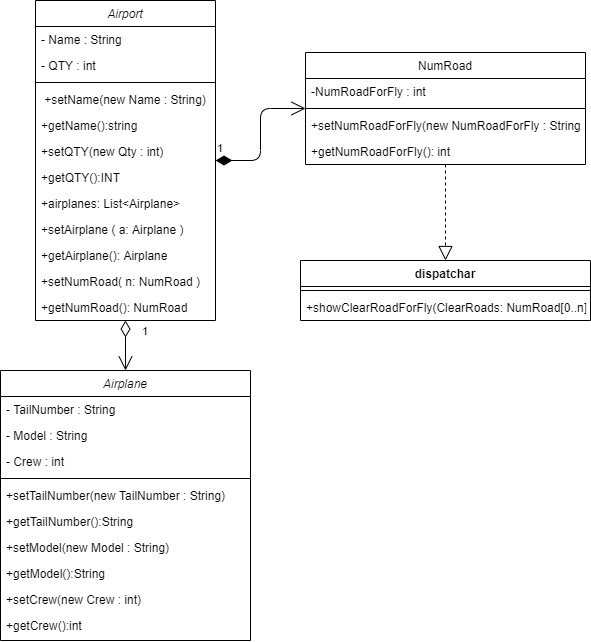 Airport
- Name : String
- QTY : int
+setName(new Name : String)
+getName():string
+setQTY(new Qty : int)
+getQTY():INT
+airplanes: List<Airplane>
+setAirplane ( a: Airplane )
+getAirplane(): Airplane
+setNumRoad( n: NumRoad )
+getNumRoad(): NumRoad
1
1
NumRoad
-NumRoadForFly : int
+setNumRoadForFly(new NumRoadForFly : String
+getNumRoadForFly(): int
dispatchar
+showClearRoadForFly(ClearRoads: NumRoad[0..n]
Airplane
- TailNumber : String
- Model : String
- Crew : int
+setTailNumber(new TailNumber : String)
+getTailNumber():String
+setModel(new Model : String)
+getModel():String
+setCrew(new Crew : int)
+getCrew():int